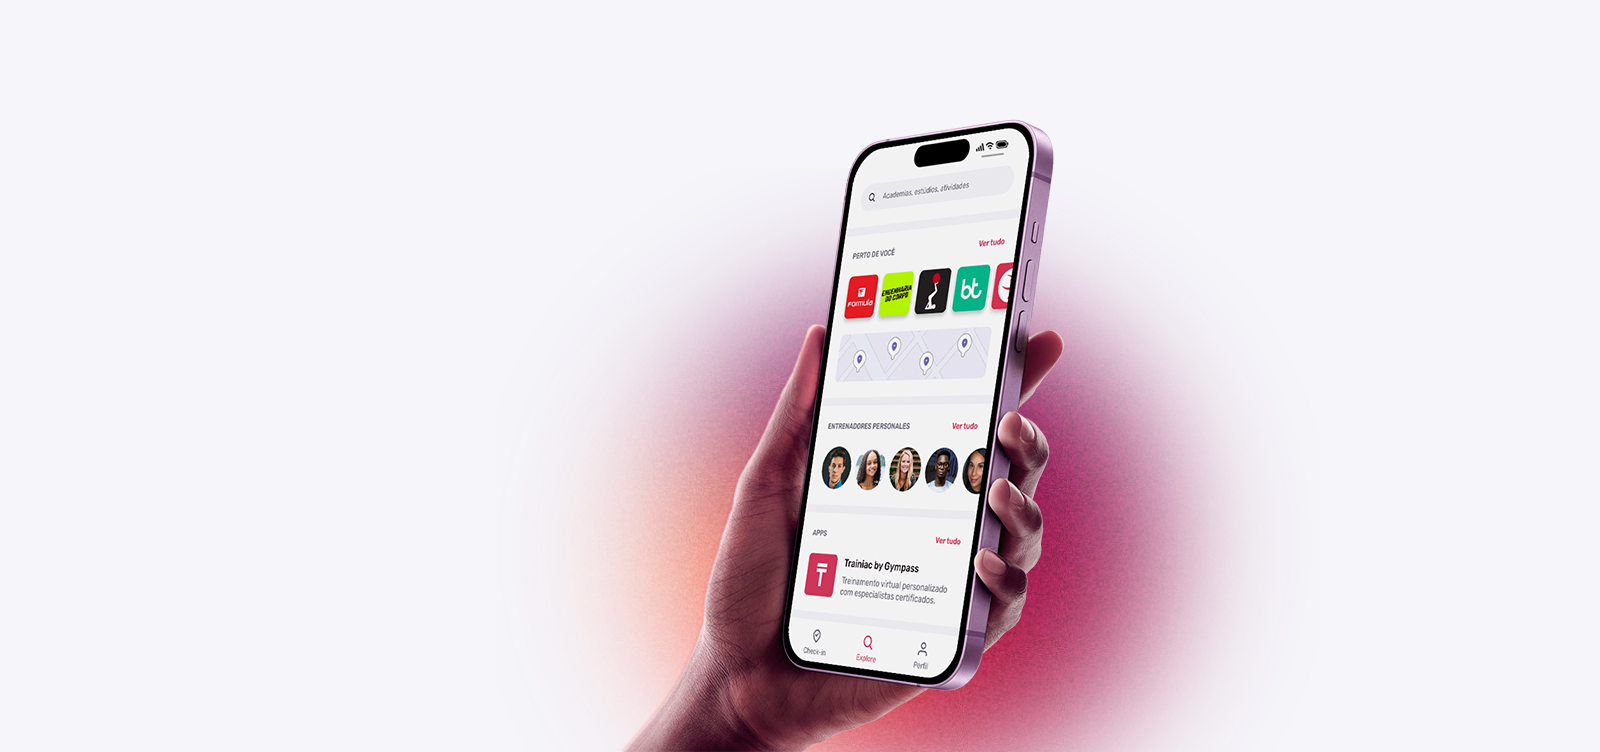 Academias, estúdios, atividades
PERTO DE VOCÊ
Ver tudo
Formula
ENGENHARIA
DO CORPO
bt
ENTRENADORES PERSONALES
Ver tudo
APPS
Ver tudo
Trainiac by Gympass
Treinamento virtual personalizado
com especialistas certificados.
Check-in
Explore
Perfil